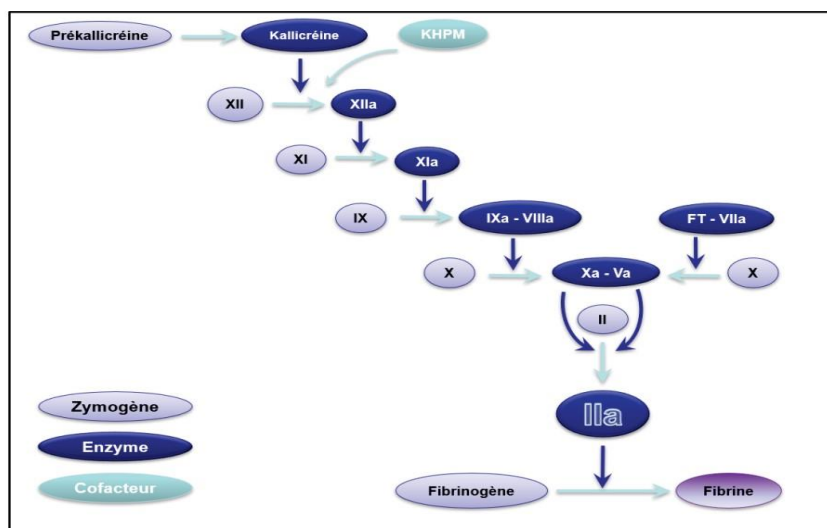 Prékallicréine
Kallicréine
KHPM
XII
XIIa
XI
XIa
IX
IXa - VIIIa
FT - VIIa
X
Xa - Va
X
II
IIa
Zymogène
Enzyme
Cofacteur
Fibrinogène
Fibrine